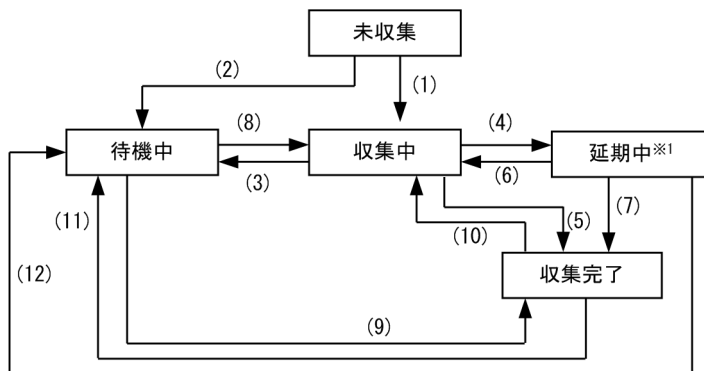 未収集
(2)
(1)
待機中
(8)
(3)
収集中
(4)
(6)
延期中※1
(11)
(10)
(5)
(7)
(12)
収集完了
(9)